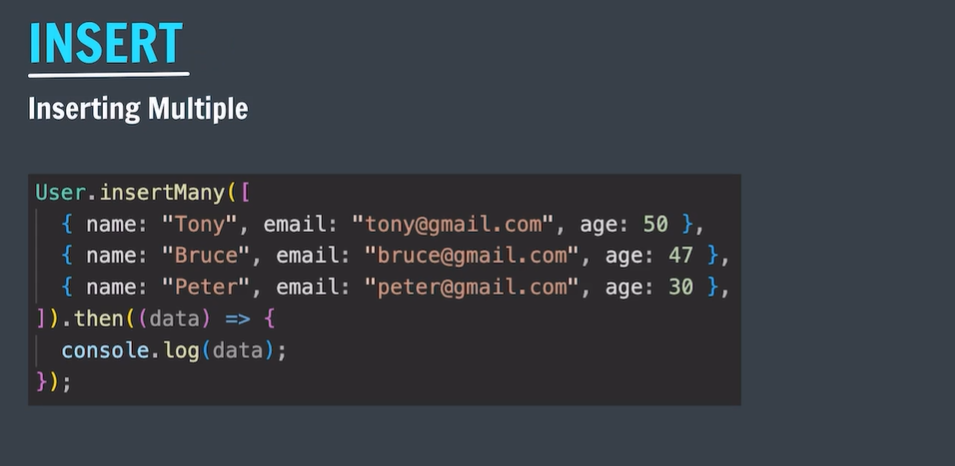 INSERT
Inserting Multiple
User.insertMany([
  { name: "Tony", email: "tony@gmail.com", age: 50 },
  { name: "Bruce", email: "bruce@gmail.com", age: 47 },
  { name: "Peter", email: "peter@gmail.com", age: 30 },
]).then((data) => {
  console.log(data);
});